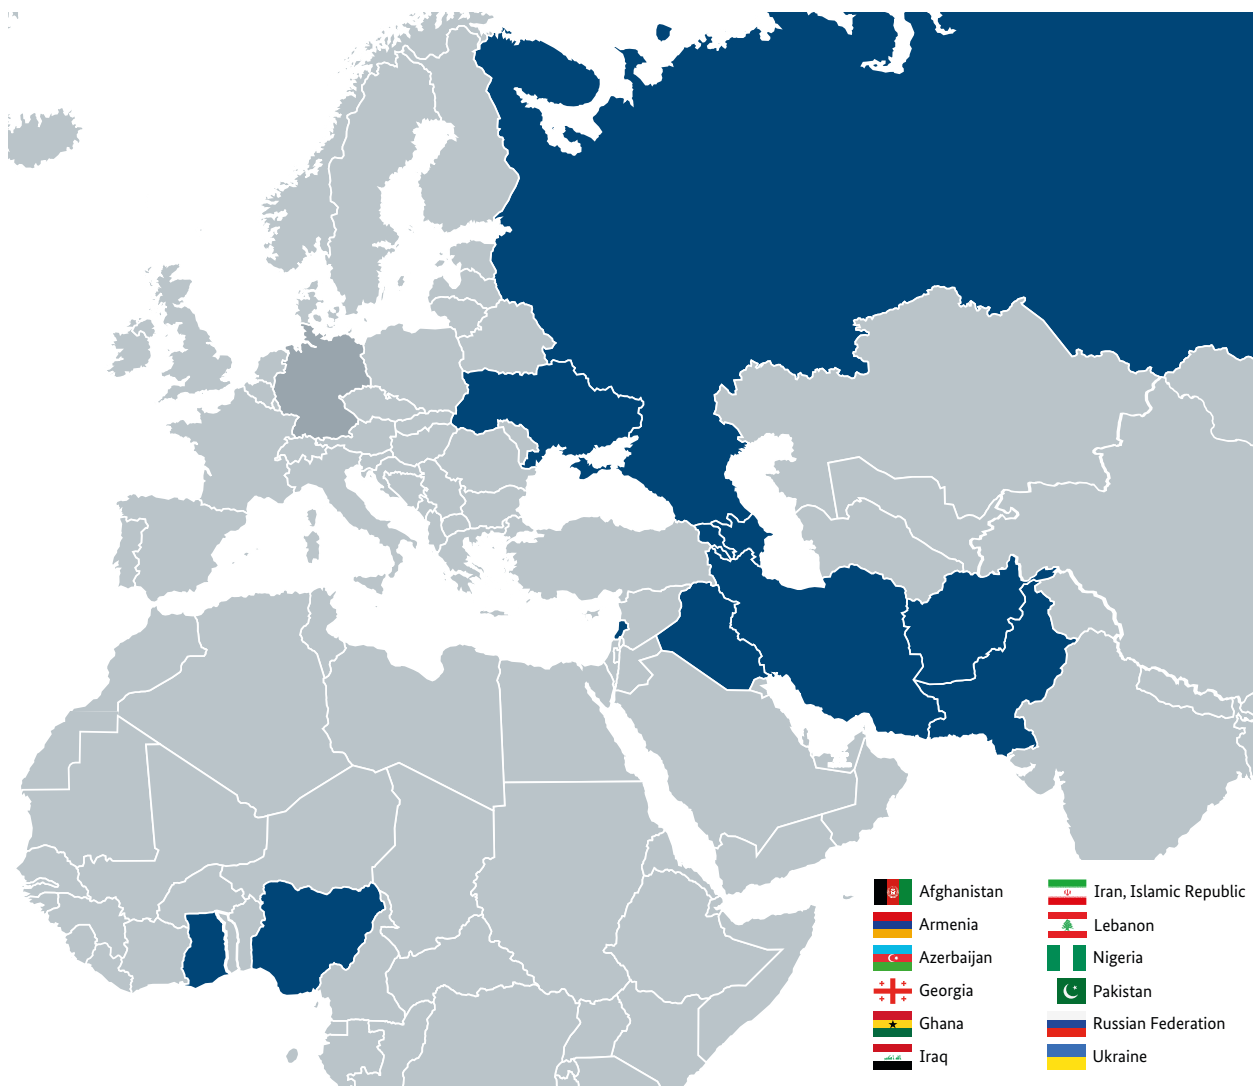 Afghanistan
Armenia
Azerbaijan
Georgia
Ghana
Iraq
Iran, Islamic Republic
Lebanon
Nigeria
Pakistan
Russian Federation
Ukraine